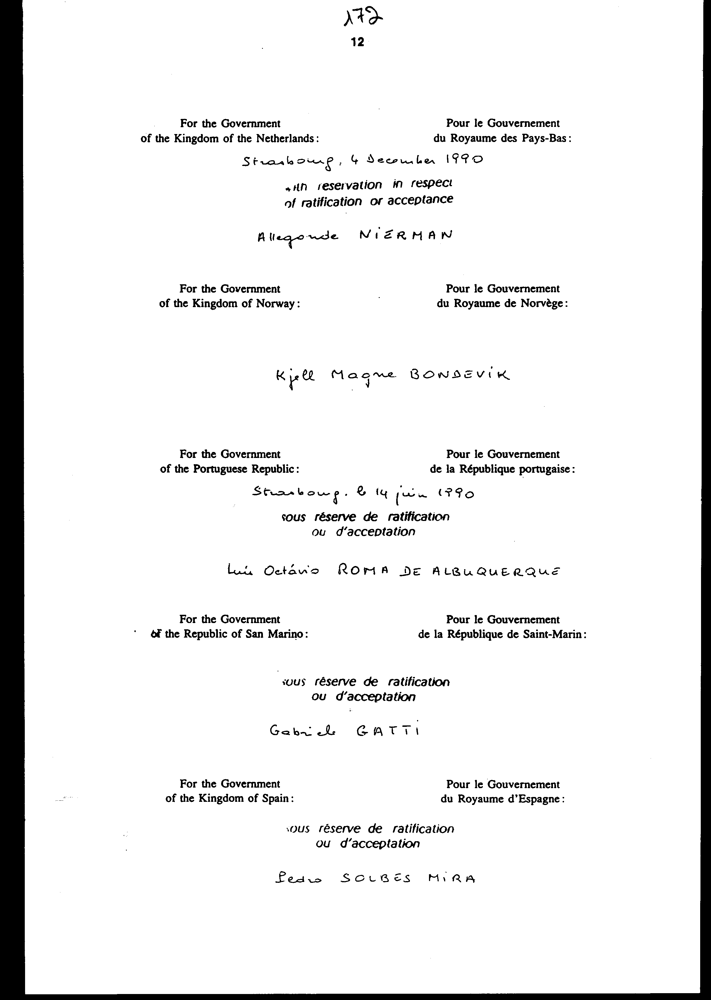 172
12
For the Government
of the Kingdom of the Netherlands:
Pour le Gouvernement
du Royaume des Pays-Bas:
Strasbourg, 4 December 1990
with reservation in respect
of ratification or acceptance
Allegonde NIERMAN
For the Government
of the Kingdom of Norway:
Pour le Gouvernement
du Royaume de Norvège:
Kjell Magne BONDEVIK
For the Government
of the Portuguese Republic:
Pour le Gouvernement
de la République portugaise:
Strasbourg. le 14 juin 1990
sous réserve de ratification
ou d'acceptation
Luis Octávio ROMA DE ALBUQUERQUE
For the Government
of the Republic of San Marino:
Pour le Gouvernement
de la République de Saint-Marin:
sous réserve de ratification
ou d'acceptation
Gabriele GATTI
For the Government
of the Kingdom of Spain:
Pour le Gouvernement
du Royaume d'Espagne:
sous réserve de ratification
ou d'acceptation
Pedro SOLBES MIRA